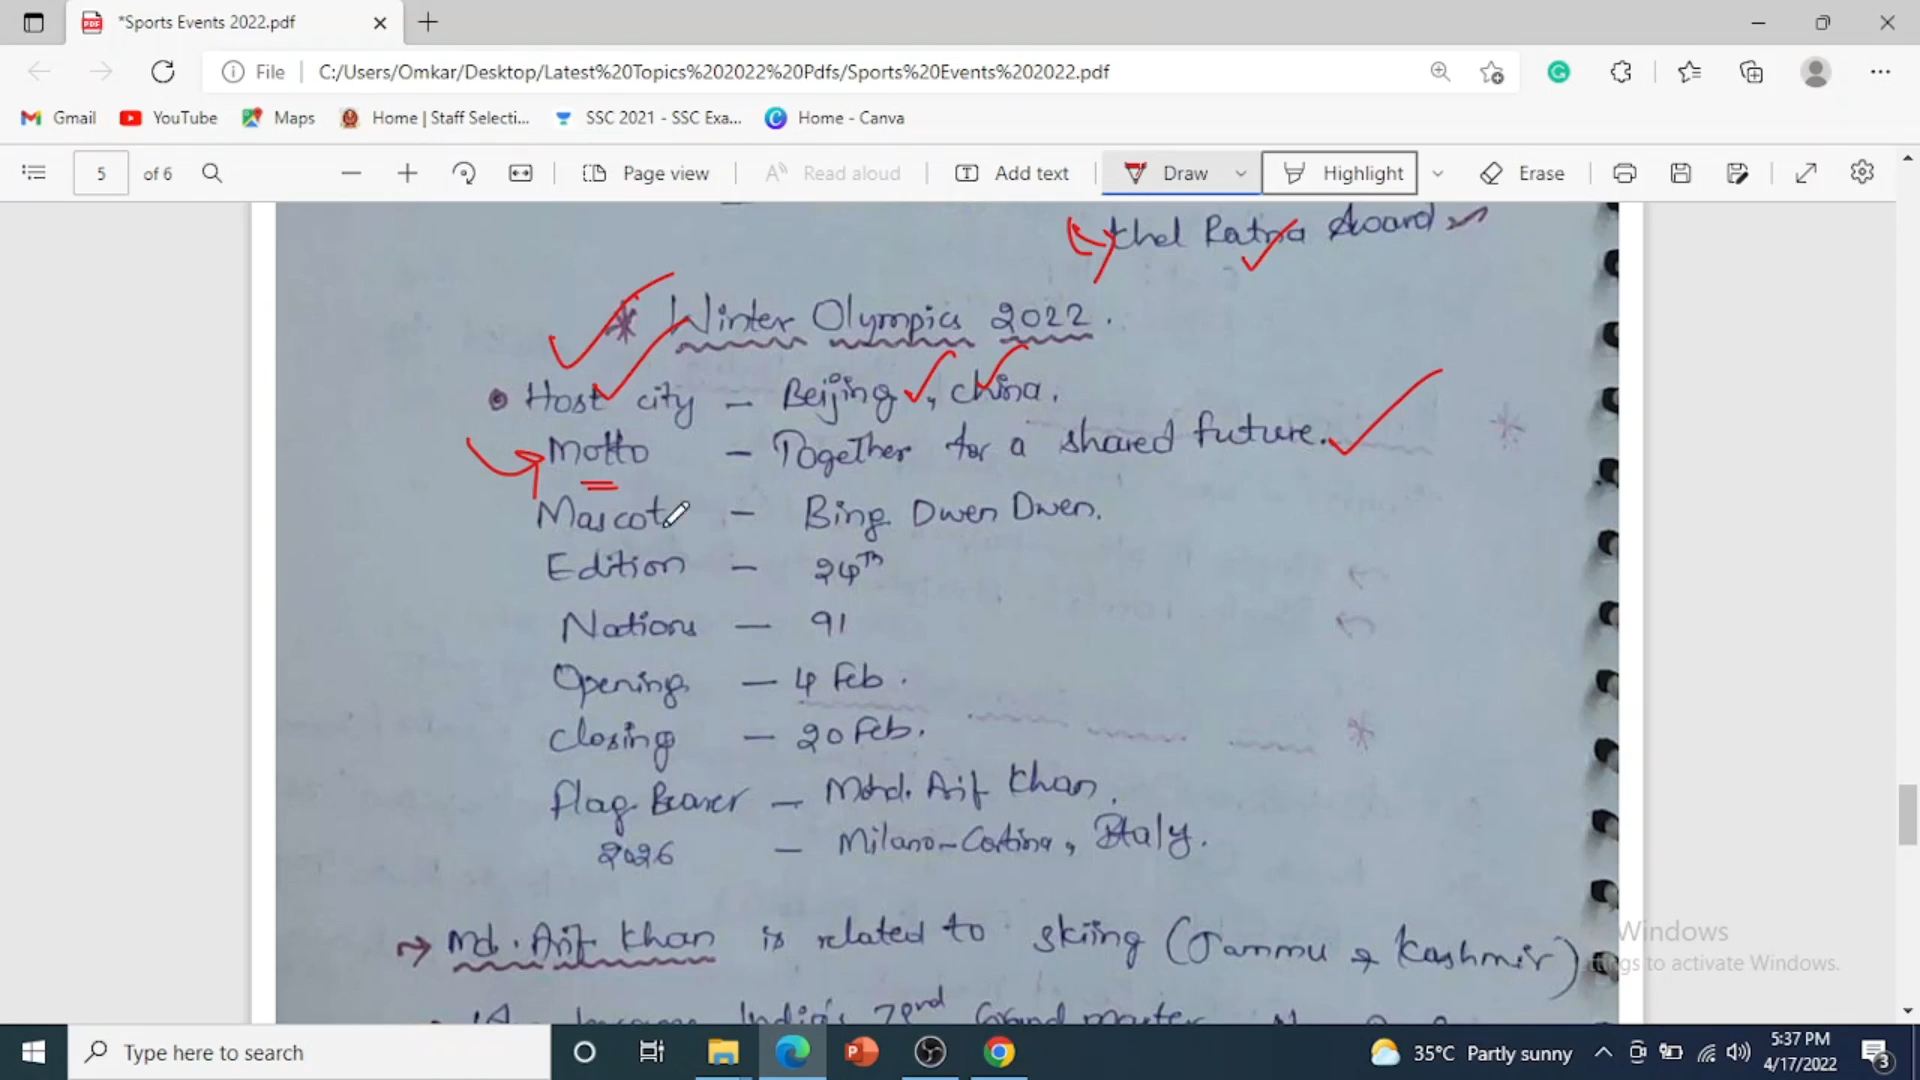 *Sports Events 2022.pdf
File
C:/Users/Omkar/Desktop/Latest%20Topics%202022%20Pdfs/Sports%20Events%202022.pdf
Gmail YouTube Maps Home | Staff Selecti... SSC 2021 - SSC Exa... Home - Canva
5 of 6 Page view Read aloud Add text Draw Highlight Erase
khel Ratna Award
* Winter Olympics 2022.
Host city - Beijing, China.
Motto - Together for a shared future.
Mascot - Bing Dwen Dwen.
Edition - 24th
Nations - 91
Opening - 4 Feb.
closing - 20 Feb.
Flag Bearer - Mohd. Arif Khan.
2026 - Milano-Cortina, Italy.
→ Md. Arif Khan is related to skiing (Jammu & Kashmir)
India's Grand master
Windows
ngs to activate Windows.
Type here to search
35°C Partly sunny
5:37 PM
4/17/2022
3